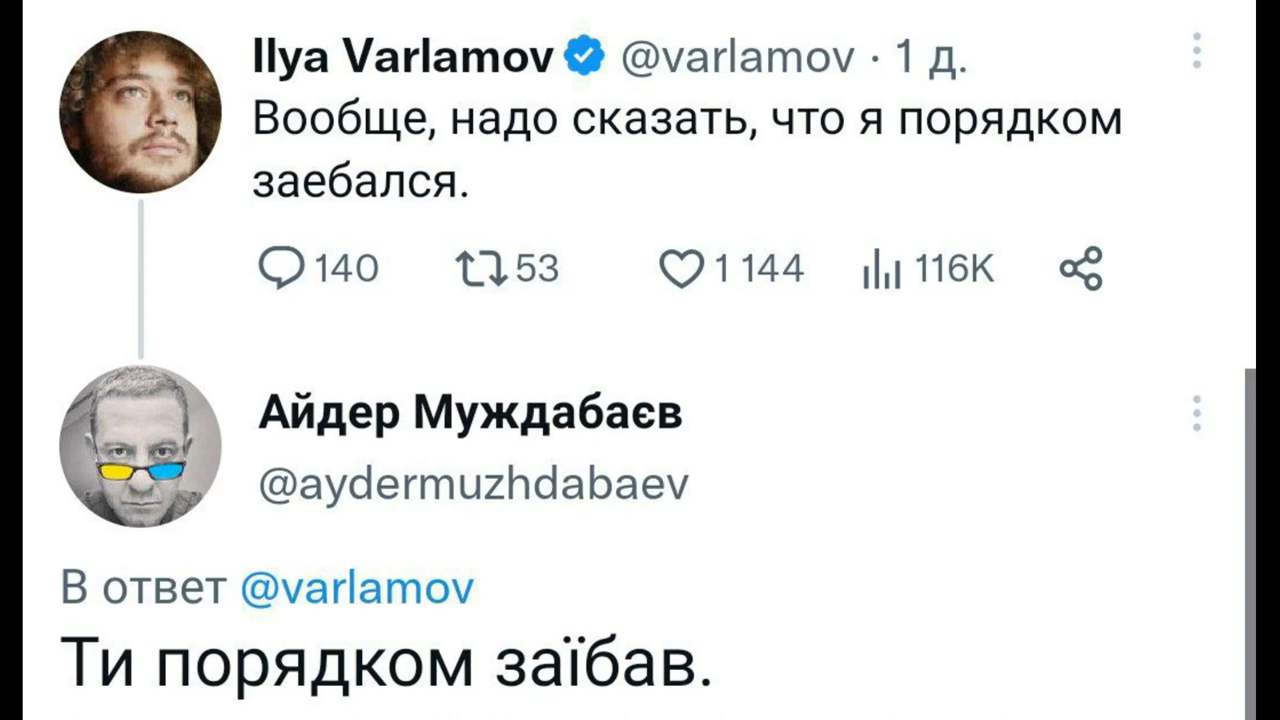 Ilya Varlamov @varlamov · 1 д.
Вообще, надо сказать, что я порядком
заебался.
140 53 1 144 116K
Айдер Муждабаєв
@aydermuzhdabaev
В ответ @varlamov
Ти порядком заїбав.